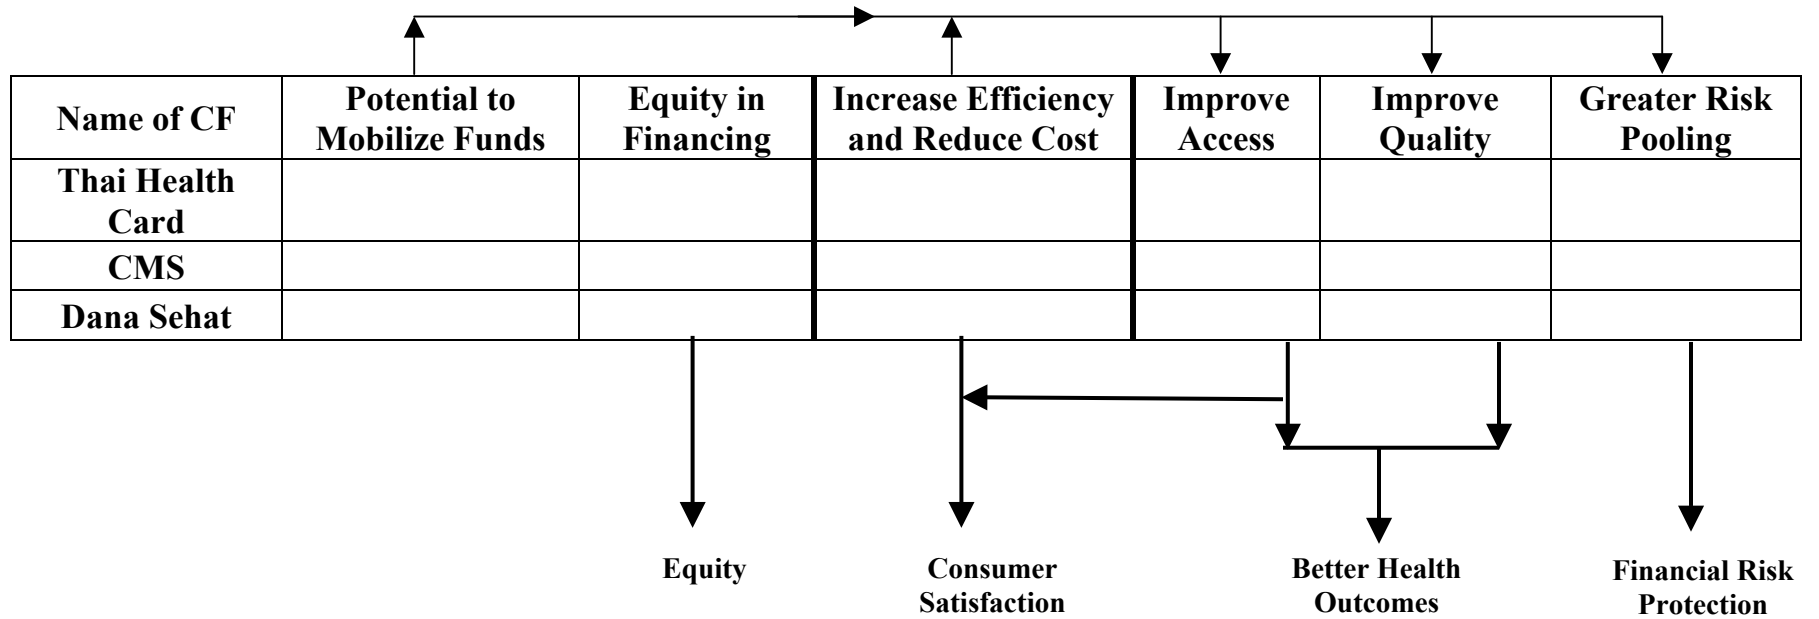 Name of CF
Potential to
Mobilize Funds
Equity in
Financing
Increase Efficiency
and Reduce Cost
Improve
Access
Improve
Quality
Greater Risk
Pooling
Thai Health
Card
CMS
Dana Sehat
Equity
Consumer
Satisfaction
Better Health
Outcomes
Financial Risk
Protection